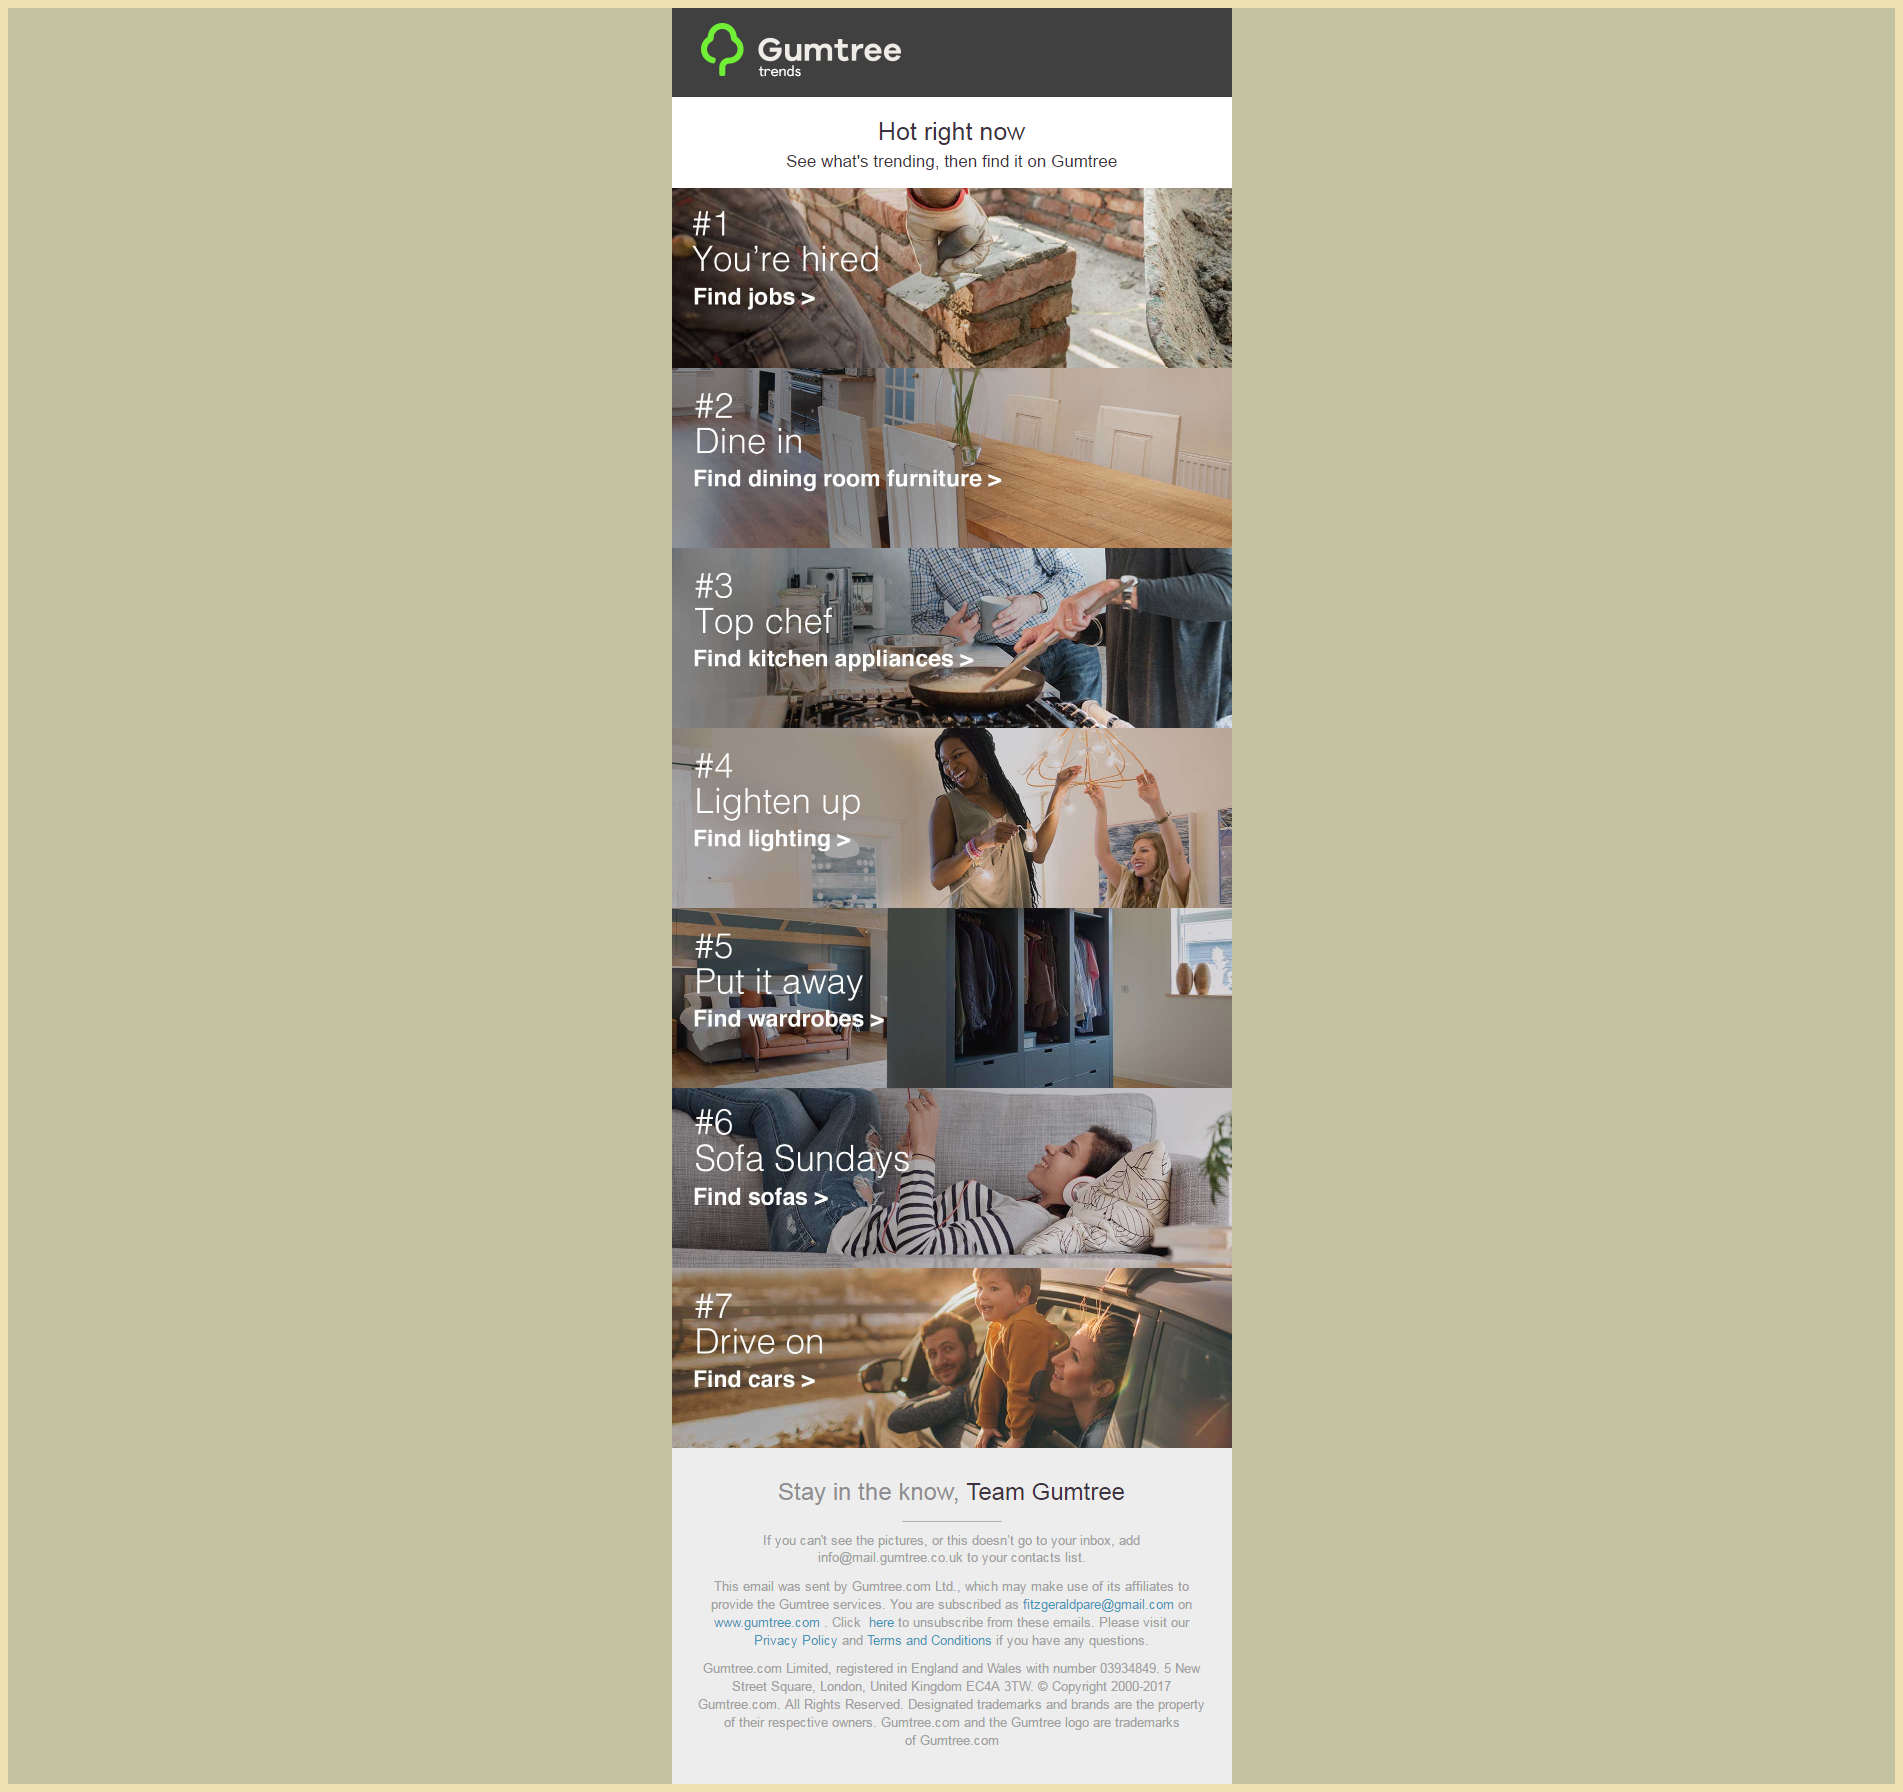 Gumtree
trends
Hot right now
See what's trending, then find it on Gumtree
#1
You’re hired
Find jobs >
#2
Dine in
Find dining room furniture >
#3
Top chef
Find kitchen appliances >
#4
Lighten up
Find lighting >
#5
Put it away
Find wardrobes >
#6
Sofa Sundays
Find sofas >
#7
Drive on
Find cars >
Stay in the know, Team Gumtree
If you can't see the pictures, or this doesn't go to your inbox, add
info@mail.gumtree.co.uk to your contacts list.
This email was sent by Gumtree.com Ltd., which may make use of its affiliates to
provide the Gumtree services. You are subscribed as fitzgeraldpare@gmail.com on
www.gumtree.com . Click here to unsubscribe from these emails. Please visit our
Privacy Policy and Terms and Conditions if you have any questions.
Gumtree.com Limited, registered in England and Wales with number 03934849. 5 New
Street Square, London, United Kingdom EC4A 3TW. © Copyright 2000-2017
Gumtree.com. All Rights Reserved. Designated trademarks and brands are the property
of their respective owners. Gumtree.com and the Gumtree logo are trademarks
of Gumtree.com